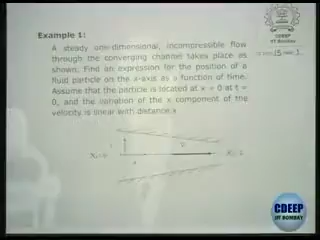 Example 1:
CDEEP
IIT Bombay
A steady one-dimensional, incompressible flow
through the converging channel takes place as
shown. Find an expression for the position of a
fluid particle on the x-axis as a function of time.
Assume that the particle is located at x = 0 at t =
0, and the variation of the x component of the
velocity is linear with distance x
CDEEP
IIT BOMBAY